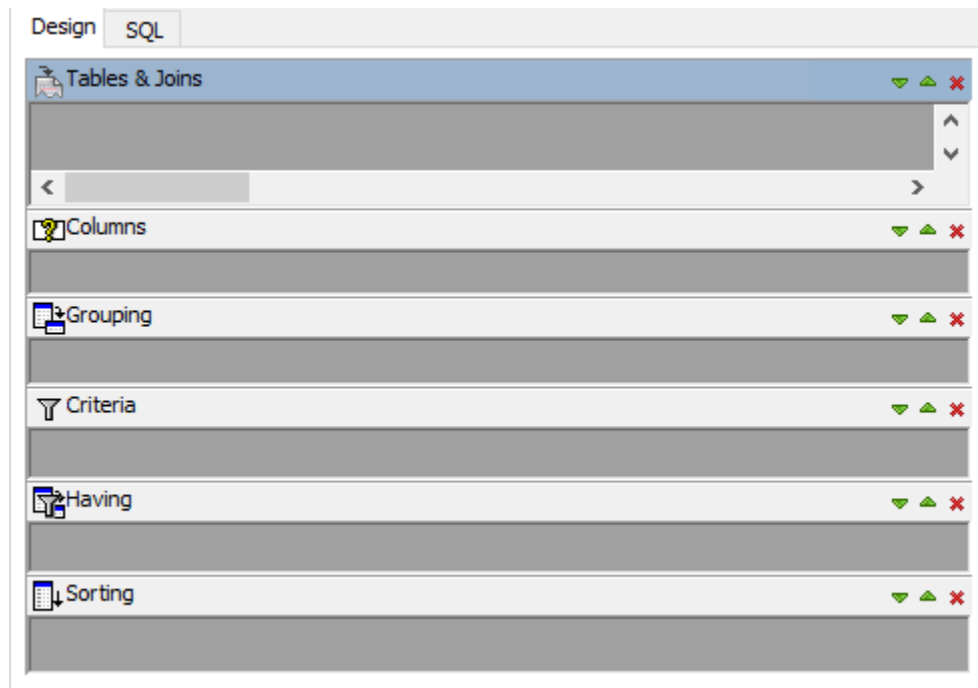 Design
SQL
Tables & Joins
Columns
Grouping
Criteria
Having
Sorting